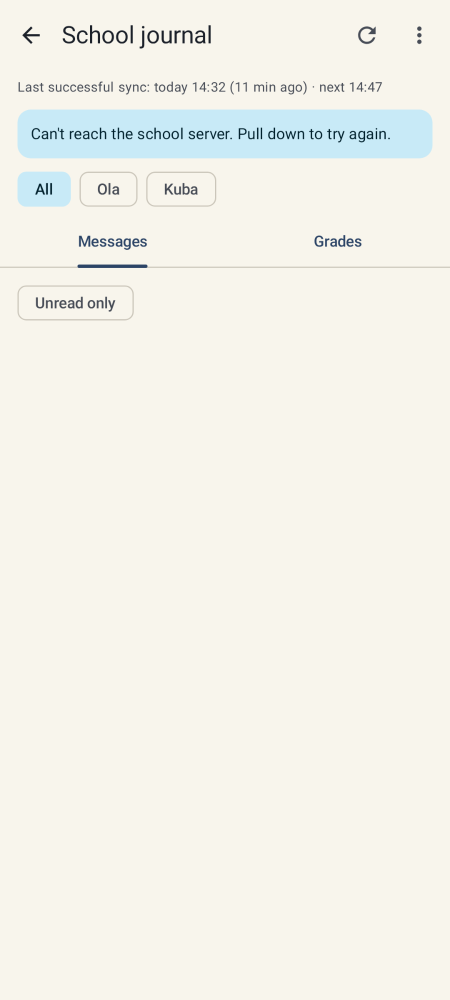 School journal
Last successful sync: today 14:32 (11 min ago) · next 14:47
Can't reach the school server. Pull down to try again.
All
Ola
Kuba
Messages
Grades
Unread only